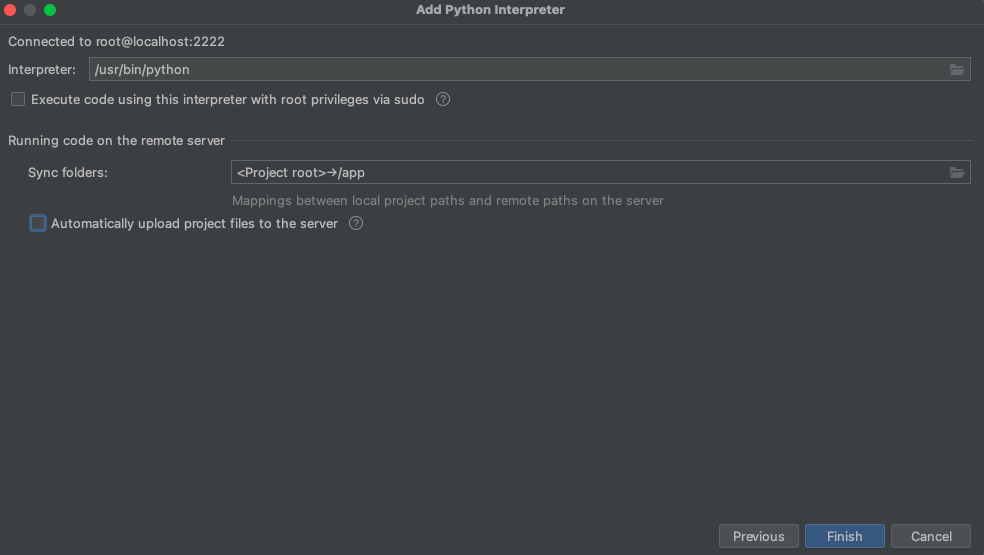 Add Python Interpreter
Connected to root@localhost:2222
Interpreter: /usr/bin/python
Execute code using this interpreter with root privileges via sudo ?
Running code on the remote server
Sync folders: <Project root>→/app
Mappings between local project paths and remote paths on the server
Automatically upload project files to the server ?
Previous Finish Cancel